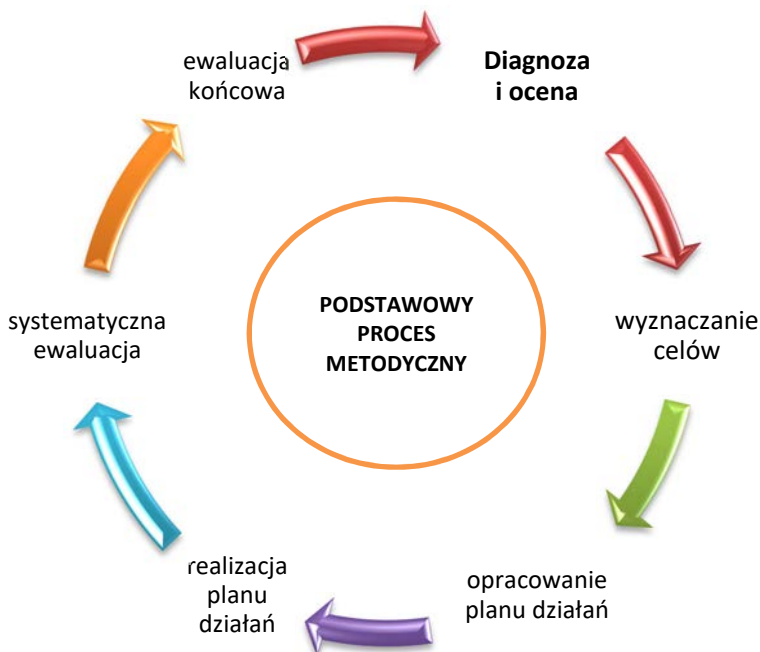 Diagnoza
i ocena
wyznaczanie
celów
opracowanie
planu działań
realizacja
planu
działań
systematyczna
ewaluacja
ewaluacja
końcowa
PODSTAWOWY
PROCES
METODYCZNY